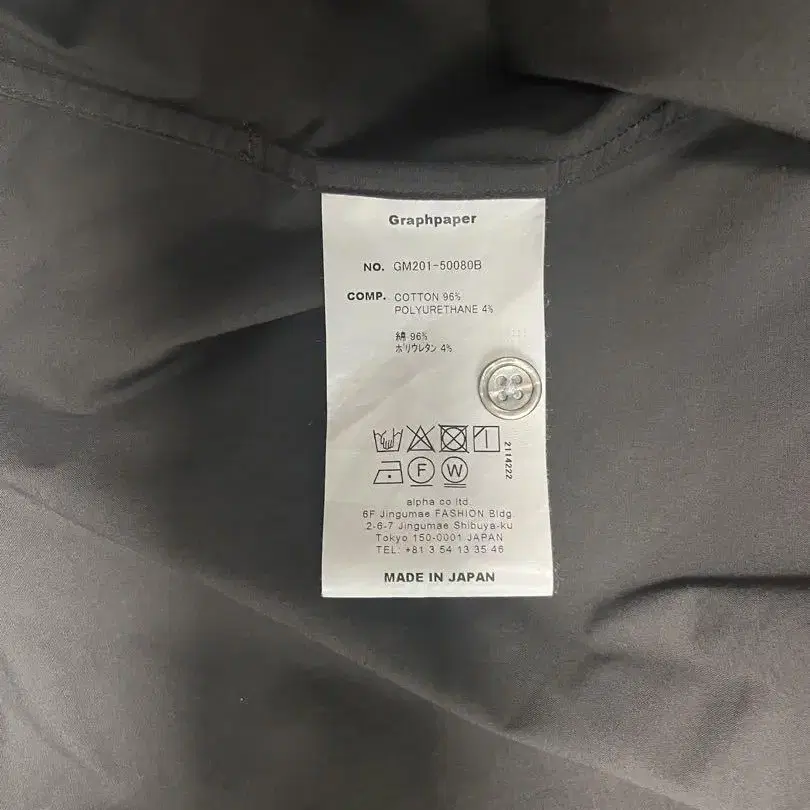 Graphpaper
NO. GM201-50080B
COMP. COTTON 96%
POLYURETHANE 4%
綿 96%
ポリウレタン 4%
2114222
F W
alpha co ltd.
6F Jingumae FASHION Bldg.
2-6-7 Jingumae Shibuya-ku
Tokyo 150-0001 JAPAN
TEL: +81 3 54 13 35 46
MADE IN JAPAN